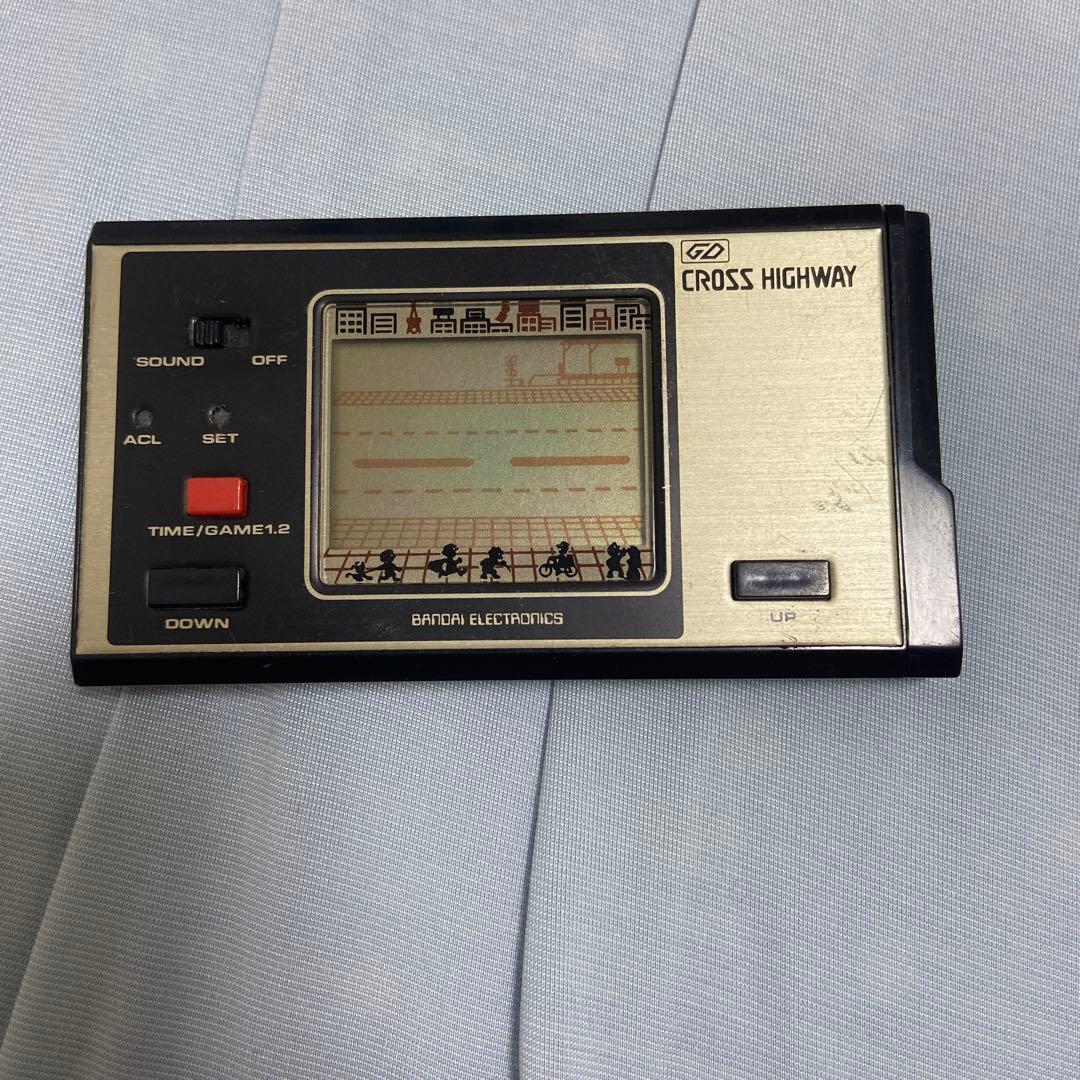 GD
CROSS HIGHWAY
SOUND OFF
ACL SET
TIME/GAME1.2
DOWN
UP
BANDAI ELECTRONICS